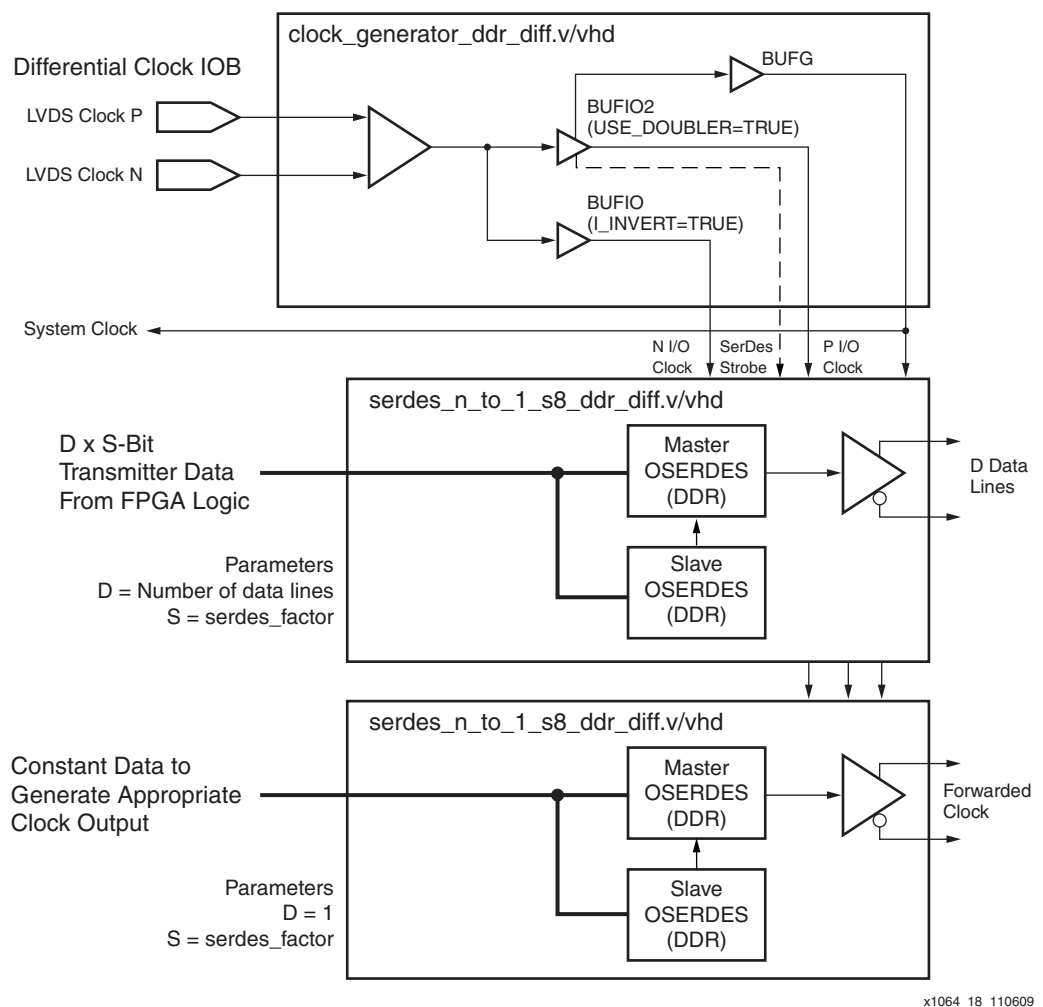 clock_generator_ddr_diff.v/vhd
Differential Clock IOB
BUFG
LVDS Clock P
BUFIO2
(USE_DOUBLER=TRUE)
LVDS Clock N
BUFIO
(I_INVERT=TRUE)
System Clock
N I/O
Clock
SerDes
Strobe
P I/O
Clock
serdes_n_to_1_s8_ddr_diff.v/vhd
D x S-Bit
Transmitter Data
From FPGA Logic
Master
OSERDES
(DDR)
D Data
Lines
Parameters
D = Number of data lines
S = serdes_factor
Slave
OSERDES
(DDR)
serdes_n_to_1_s8_ddr_diff.v/vhd
Constant Data to
Generate Appropriate
Clock Output
Master
OSERDES
(DDR)
Forwarded
Clock
Parameters
D = 1
S = serdes_factor
Slave
OSERDES
(DDR)
x1064_18_110609